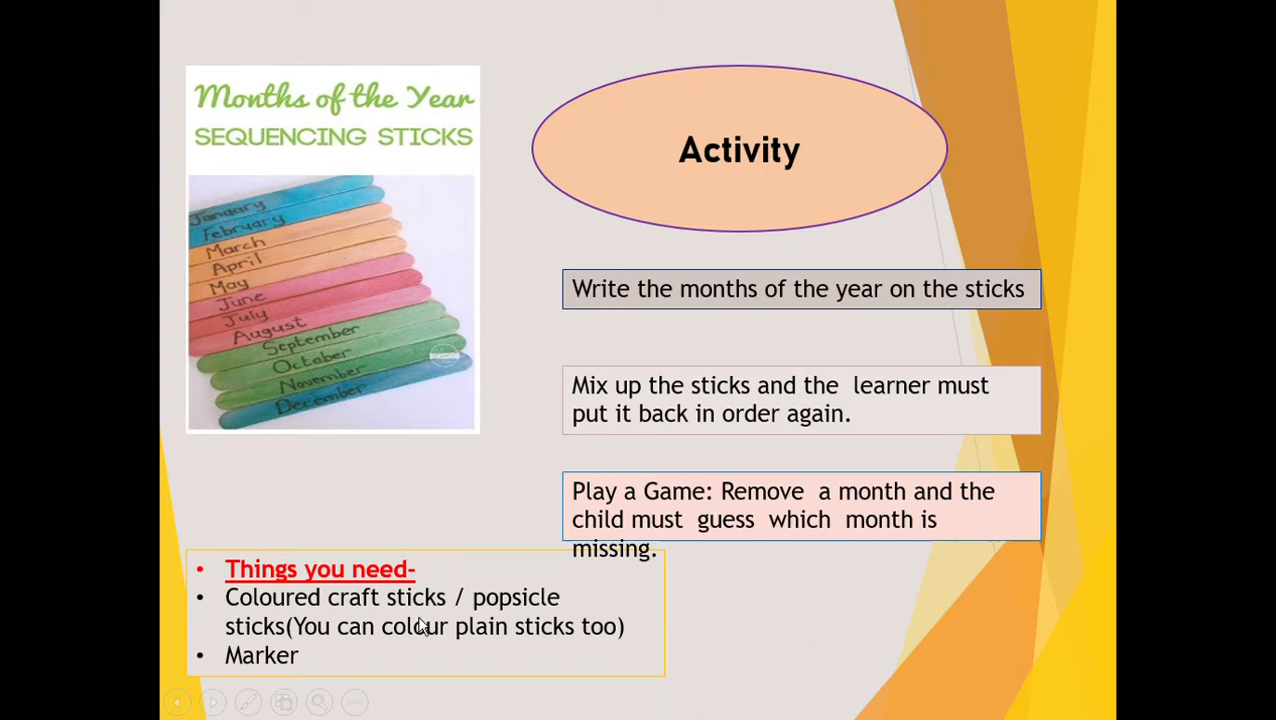 Months of the Year
SEQUENCING STICKS
January
February
March
April
May
June
July
August
September
October
November
December
Activity
Write the months of the year on the sticks
Mix up the sticks and the learner must
put it back in order again.
Play a Game: Remove a month and the
child must guess which month is
missing.
• Things you need-
• Coloured craft sticks / popsicle
sticks(You can colour plain sticks too)
• Marker